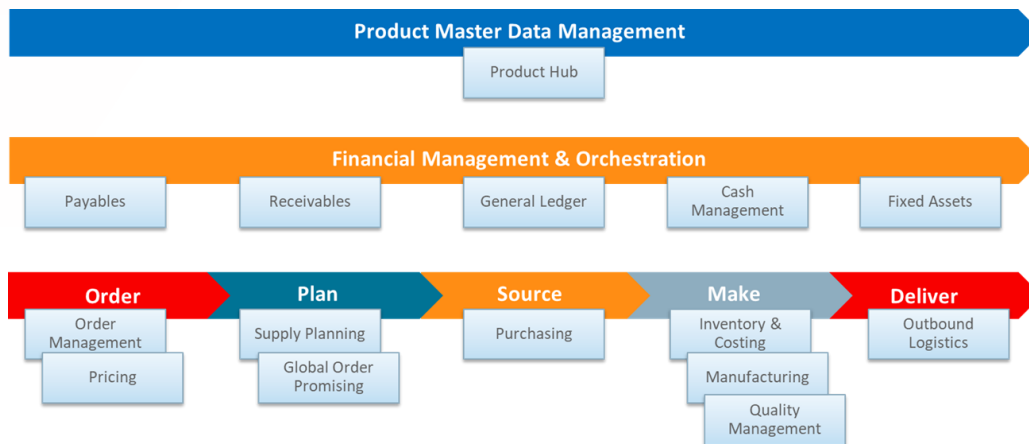 Product Master Data Management
Product Hub
Financial Management & Orchestration
Payables
Receivables
General Ledger
Cash
Management
Fixed Assets
Order
Plan
Source
Make
Deliver
Order
Management
Pricing
Supply Planning
Global Order
Promising
Purchasing
Inventory &
Costing
Manufacturing
Quality
Management
Outbound
Logistics